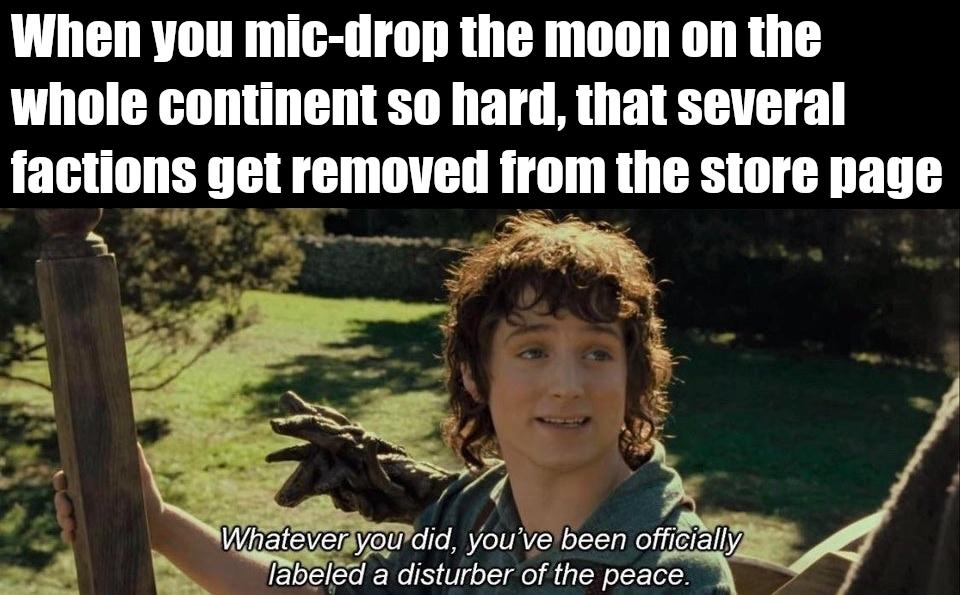 When you mic-drop the moon on the
whole continent so hard, that several
factions get removed from the store page
Whatever you did, you've been officially
labeled a disturber of the peace.